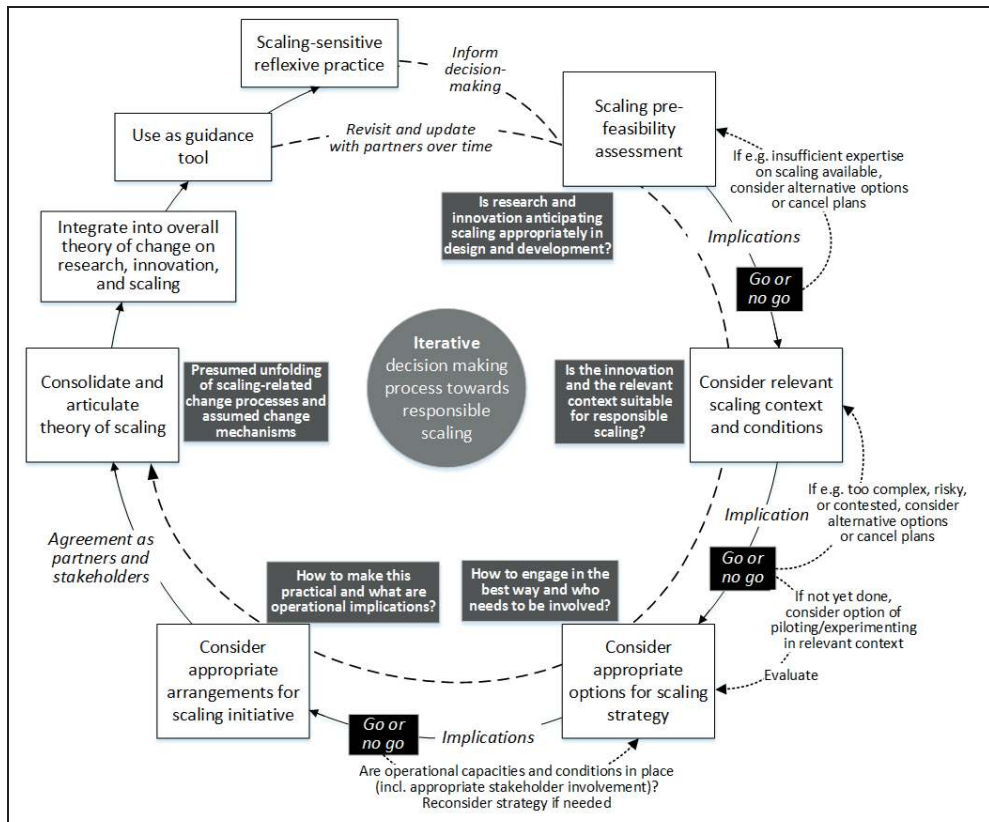 Scaling-sensitive
reflexive practice
Inform
decision-
making
Scaling pre-
feasibility
assessment
Use as guidance
tool
Revisit and update
with partners over time
If e.g. insufficient expertise
on scaling available,
consider alternative options
or cancel plans
Is research and
innovation anticipating
scaling appropriately in
design and development?
Implications
Go or
no go
Integrate into overall
theory of change on
research, innovation,
and scaling
Iterative
decision making
process towards
responsible
scaling
Consolidate and
articulate
theory of scaling
Presumed unfolding
of scaling-related
change processes and
assumed change
mechanisms
Is the innovation
and the relevant
context suitable
for responsible
scaling?
Consider relevant
scaling context
and conditions
Implication
If e.g. too complex, risky,
or contested, consider
alternative options
or cancel plans
Go or
no go
Agreement as
partners and
stakeholders
How to make this
practical and what are
operational implications?
How to engage in the
best way and who
needs to be involved?
If not yet done,
consider option of
piloting/experimenting
in relevant context
Evaluate
Consider
appropriate
arrangements for
scaling initiative
Consider
appropriate
options for scaling
strategy
Go or
no go
Implications
Are operational capacities and conditions in place
(incl. appropriate stakeholder involvement)?
Reconsider strategy if needed